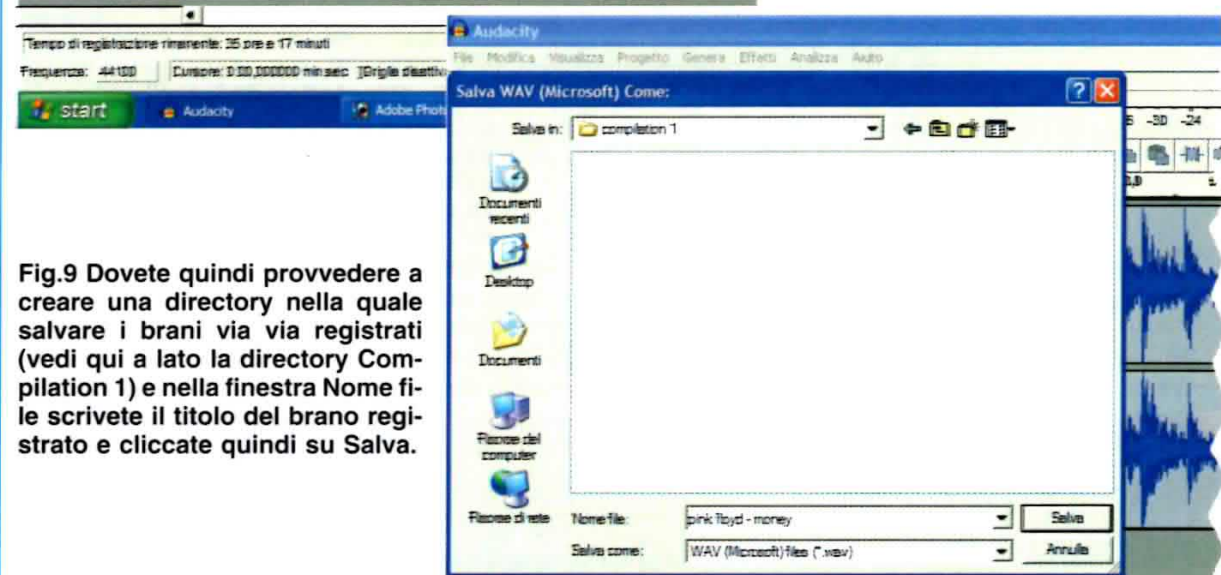 Tempo di registrazione rimanente: 35 ore e 17 minuti
Frequenza: 44100 Cursore: 0:00,000000 min:sec [Griglia disattiva
start Audacity Adobe Phot
Fig.9 Dovete quindi provvedere a
creare una directory nella quale
salvare i brani via via registrati
(vedi qui a lato la directory Com-
pilation 1) e nella finestra Nome fi-
le scrivete il titolo del brano regi-
strato e cliccate quindi su Salva.
Audacity
File Modifica Visualizza Progetto Genera Effetti Analizza Aiuto
Salva WAV (Microsoft) Come:
Salva in: compilation 1
Documenti
recenti
Desktop
Documenti
Risorse del
computer
Risorse di rete
Nome file: pink floyd - money Salva
Salva come: WAV (Microsoft) files (*.wav) Annulla
-30 -24